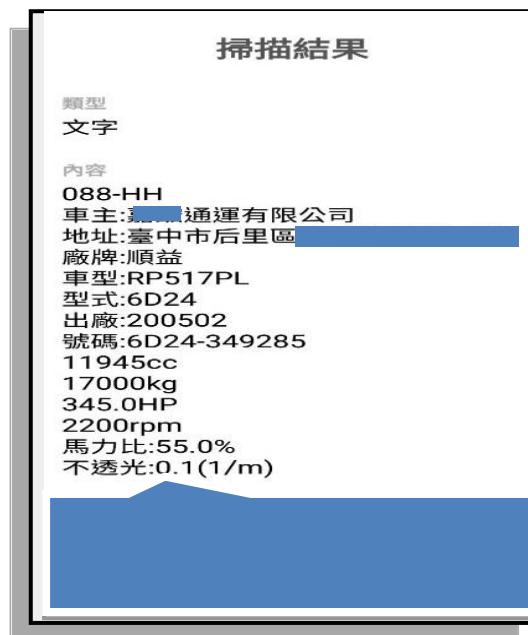 掃描結果
類型
文字
內容
088-HH
車主:嘉通運有限公司
地址:臺中市后里區
廠牌:順益
車型:RP517PL
型式:6D24
出廠:200502
號碼:6D24-349285
11945cc
17000kg
345.0HP
2200rpm
馬力比:55.0%
不透光:0.1(1/m)